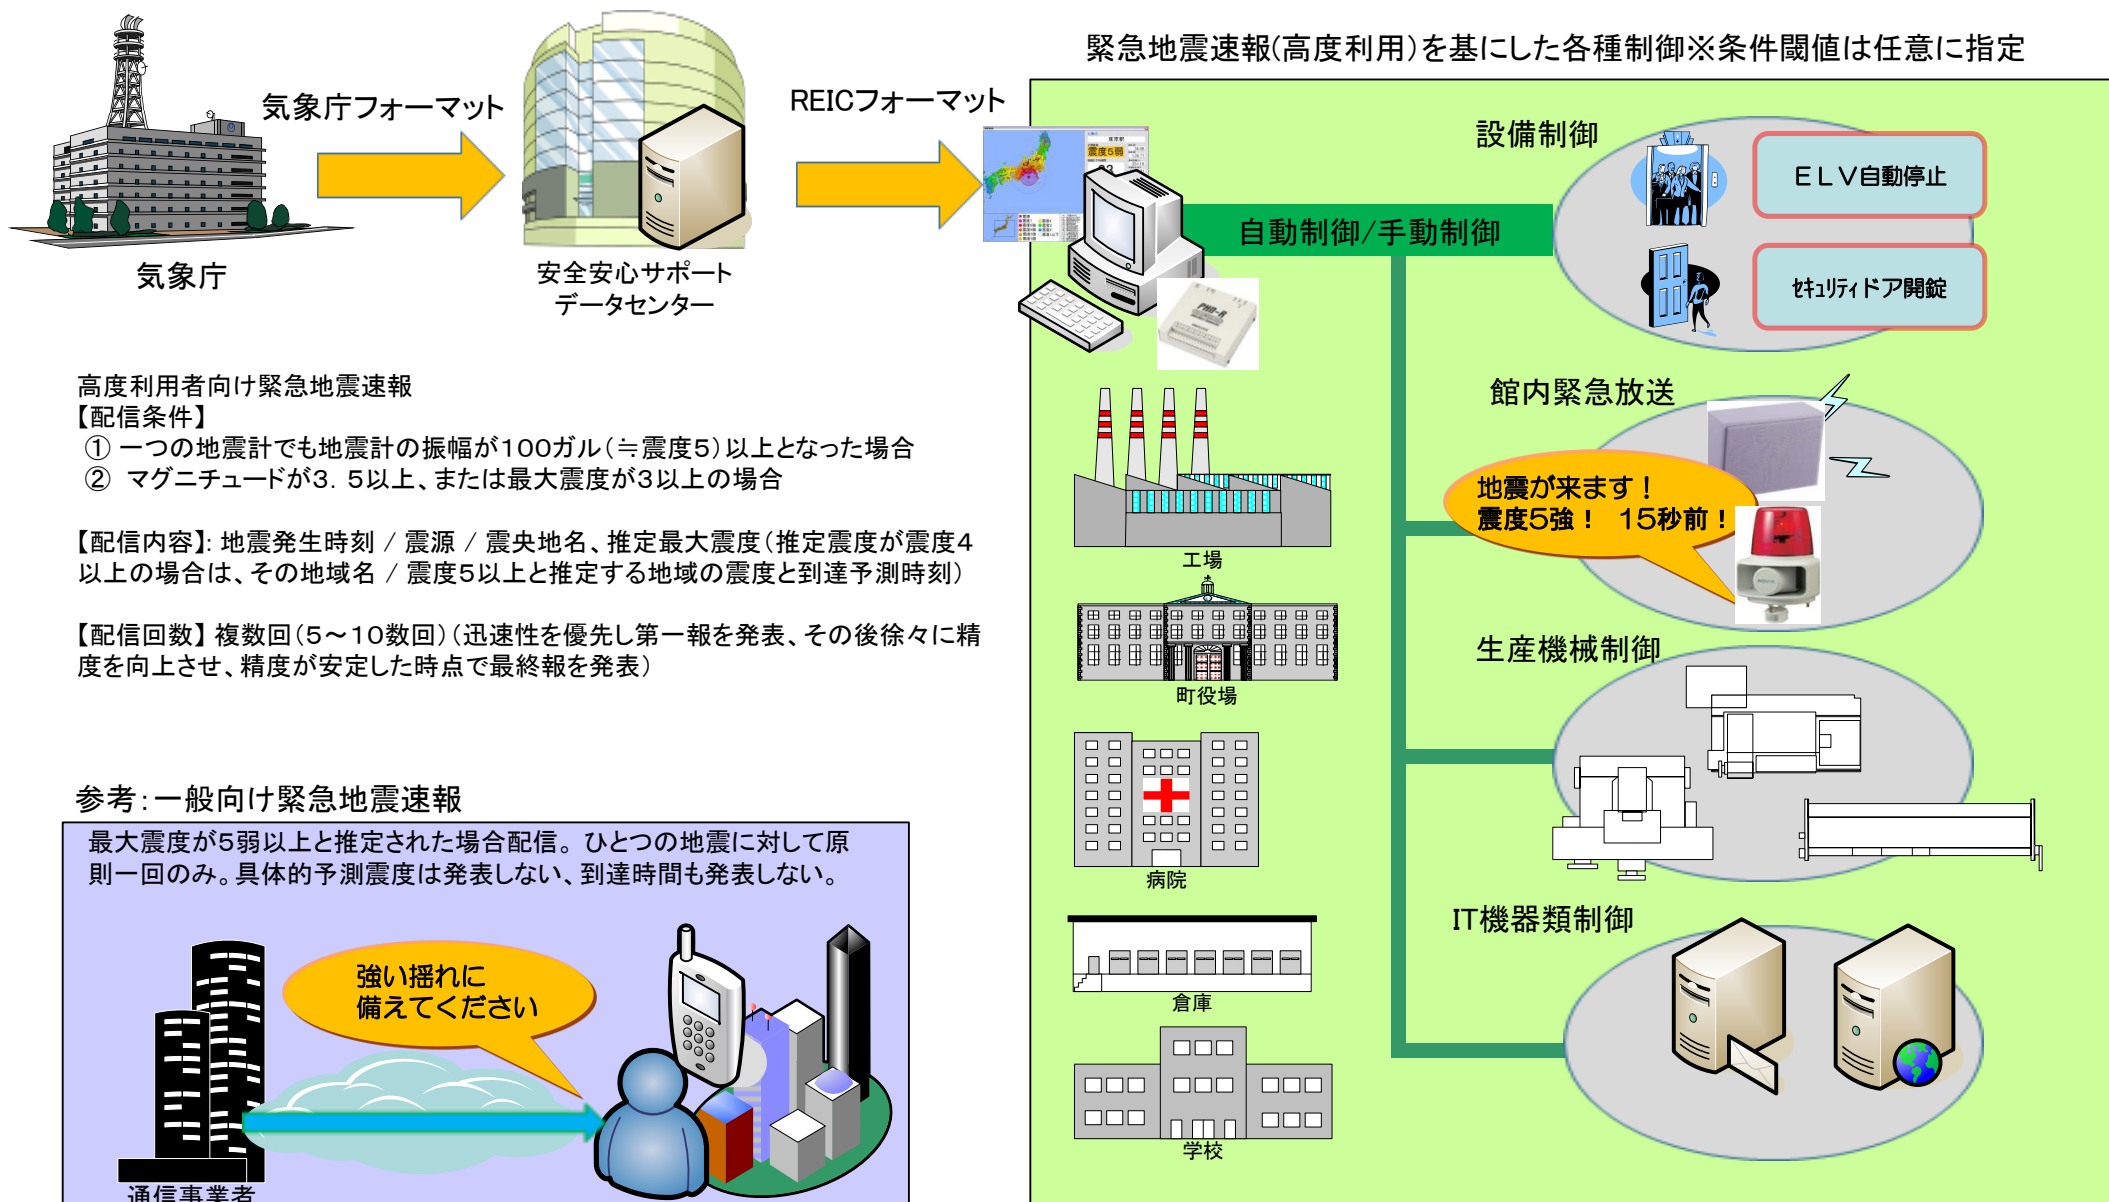 緊急地震速報(高度利用)を基にした各種制御※条件閾値は任意に指定
気象庁フォーマット
REICフォーマット
気象庁
安全安心サポート
データセンター
震度5弱
PHN-R
自動制御/手動制御
設備制御
ELV自動停止
セキュリティドア開錠
高度利用者向け緊急地震速報
【配信条件】
① 一つの地震計でも地震計の振幅が100ガル(≒震度5)以上となった場合
② マグニチュードが3．5以上、または最大震度が3以上の場合
【配信内容】: 地震発生時刻 / 震源 / 震央地名、推定最大震度(推定震度が震度4
以上の場合は、その地域名 / 震度5以上と推定する地域の震度と到達予測時刻)
【配信回数】 複数回(5～10数回)(迅速性を優先し第一報を発表、その後徐々に精
度を向上させ、精度が安定した時点で最終報を発表)
館内緊急放送
地震が来ます！
震度5強！ 15秒前！
工場
町役場
病院
倉庫
学校
生産機械制御
IT機器類制御
参考:一般向け緊急地震速報
最大震度が5弱以上と推定された場合配信。ひとつの地震に対して原
則一回のみ。具体的予測震度は発表しない、到達時間も発表しない。
強い揺れに
備えてください
通信事業者